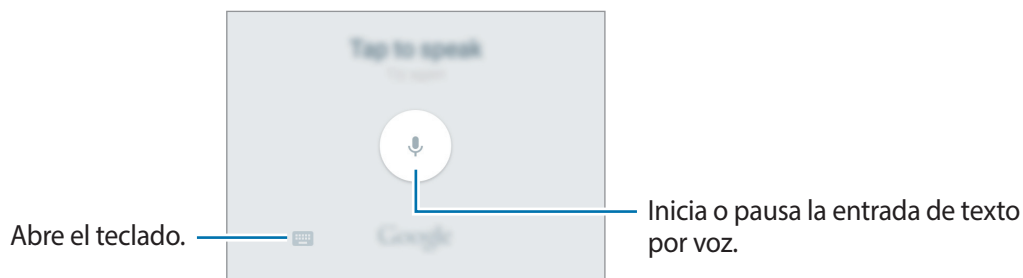 Tap to speak
Abre el teclado.
Google
Inicia o pausa la entrada de texto
por voz.